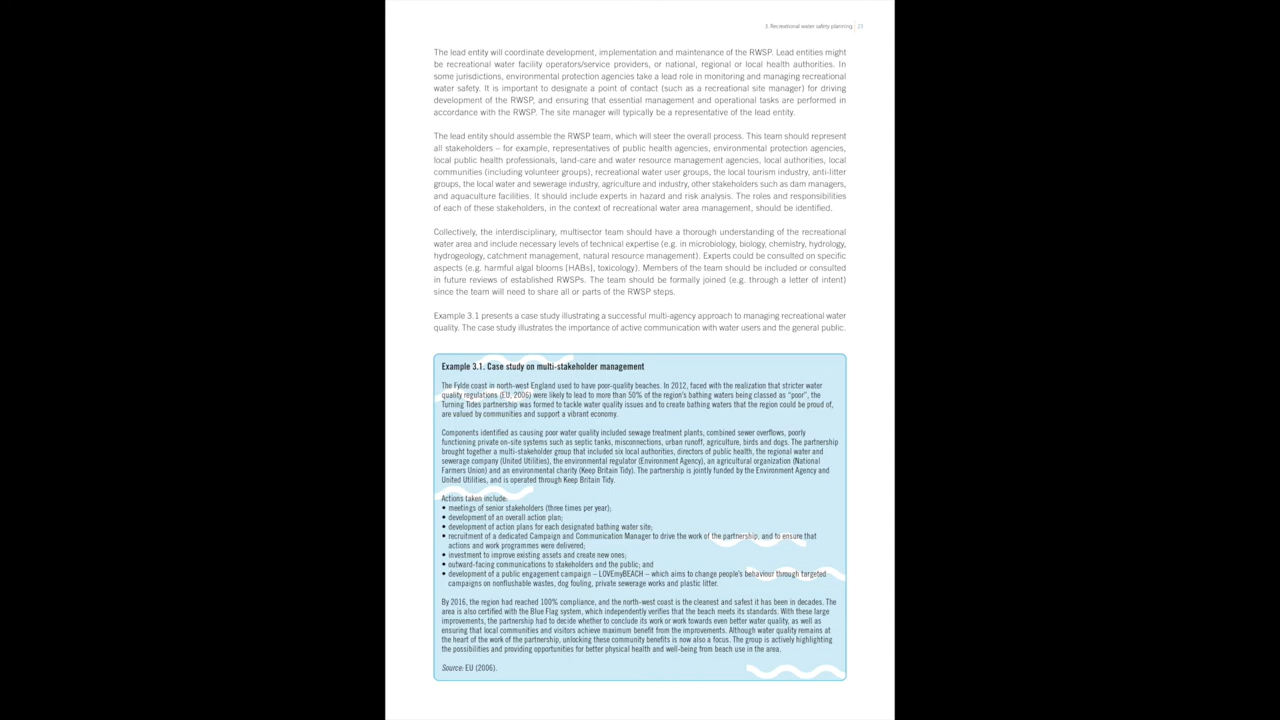 3. Recreational water safety planning 23
The lead entity will coordinate development, implementation and maintenance of the RWSP. Lead entities might
be recreational water facility operators/service providers, or national, regional or local health authorities. In
some jurisdictions, environmental protection agencies take a lead role in monitoring and managing recreational
water safety. It is important to designate a point of contact (such as a recreational site manager) for driving
development of the RWSP, and ensuring that essential management and operational tasks are performed in
accordance with the RWSP. The site manager will typically be a representative of the lead entity.
The lead entity should assemble the RWSP team, which will steer the overall process. This team should represent
all stakeholders – for example, representatives of public health agencies, environmental protection agencies,
local public health professionals, land-care and water resource management agencies, local authorities, local
communities (including volunteer groups), recreational water user groups, the local tourism industry, anti-litter
groups, the local water and sewerage industry, agriculture and industry, other stakeholders such as dam managers,
and aquaculture facilities. It should include experts in hazard and risk analysis. The roles and responsibilities
of each of these stakeholders, in the context of recreational water area management, should be identified.
Collectively, the interdisciplinary, multisector team should have a thorough understanding of the recreational
water area and include necessary levels of technical expertise (e.g. in microbiology, biology, chemistry, hydrology,
hydrogeology, catchment management, natural resource management). Experts could be consulted on specific
aspects (e.g. harmful algal blooms [HABs], toxicology). Members of the team should be included or consulted
in future reviews of established RWSPs. The team should be formally joined (e.g. through a letter of intent)
since the team will need to share all or parts of the RWSP steps.
Example 3.1 presents a case study illustrating a successful multi-agency approach to managing recreational water
quality. The case study illustrates the importance of active communication with water users and the general public.
Example 3.1. Case study on multi-stakeholder management
The Fylde coast in north-west England used to have poor-quality beaches. In 2012, faced with the realization that stricter water
quality regulations (EU, 2006) were likely to lead to more than 50% of the region's bathing waters being classed as “poor”, the
Turning Tides partnership was formed to tackle water quality issues and to create bathing waters that the region could be proud of,
are valued by communities and support a vibrant economy.
Components identified as causing poor water quality included sewage treatment plants, combined sewer overflows, poorly
functioning private on-site systems such as septic tanks, misconnections, urban runoff, agriculture, birds and dogs. The partnership
brought together a multi-stakeholder group that included six local authorities, directors of public health, the regional water and
sewerage company (United Utilities), the environmental regulator (Environment Agency), an agricultural organization (National
Farmers Union) and an environmental charity (Keep Britain Tidy). The partnership is jointly funded by the Environment Agency and
United Utilities, and is operated through Keep Britain Tidy.
Actions taken include:
• meetings of senior stakeholders (three times per year);
• development of an overall action plan;
• development of action plans for each designated bathing water site;
• recruitment of a dedicated Campaign and Communication Manager to drive the work of the partnership, and to ensure that
actions and work programmes were delivered;
• investment to improve existing assets and create new ones;
• outward-facing communications to stakeholders and the public; and
• development of a public engagement campaign – LOVEmyBEACH – which aims to change people's behaviour through targeted
campaigns on nonflushable wastes, dog fouling, private sewerage works and plastic litter.
By 2016, the region had reached 100% compliance, and the north-west coast is the cleanest and safest it has been in decades. The
area is also certified with the Blue Flag system, which independently verifies that the beach meets its standards. With these large
improvements, the partnership had to decide whether to conclude its work or work towards even better water quality, as well as
ensuring that local communities and visitors achieve maximum benefit from the improvements. Although water quality remains at
the heart of the work of the partnership, unlocking these community benefits is now also a focus. The group is actively highlighting
the possibilities and providing opportunities for better physical health and well-being from beach use in the area.
Source: EU (2006).